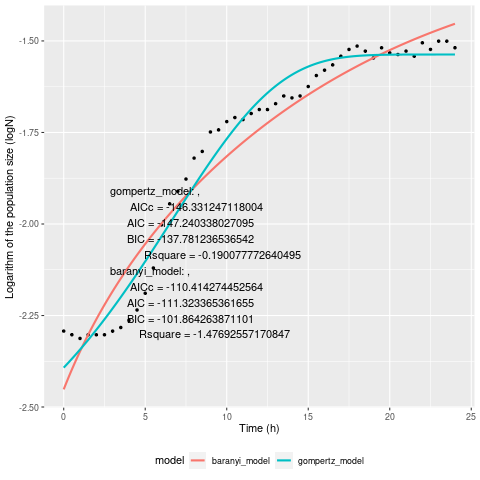 Logarithm of the population size (logN)
-1.50
-1.75
-2.00
-2.25
-2.50
gompertz_model: ,
AICc = -146.331247118004
AIC = -147.240338027095
BIC = -137.781236536542
Rsquare = -0.190077772640495
baranyi_model: ,
AICc = -110.414274452564
AIC = -111.323365361655
BIC = -101.864263871101
Rsquare = -1.47692557170847
0 5 10 15 20 25
Time (h)
model baranyi_model gompertz_model